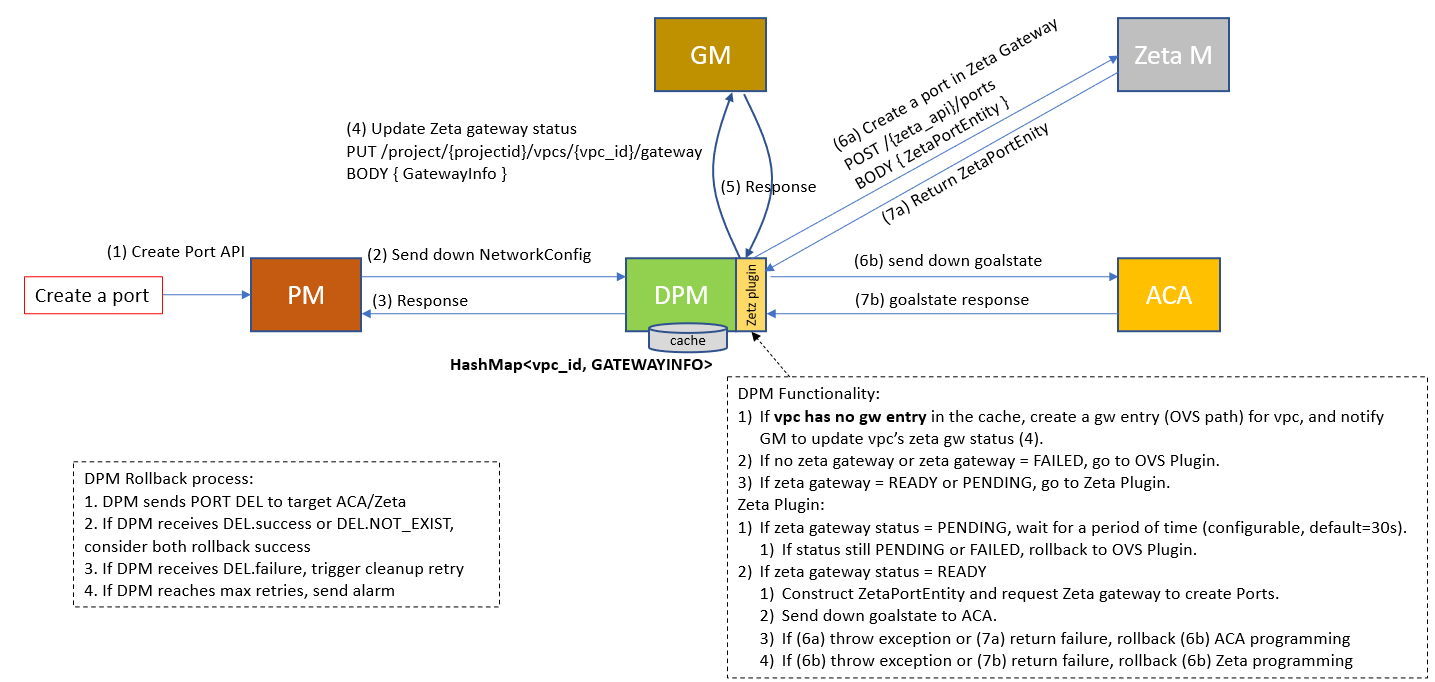 GM
Zeta M
(6a) Create a port in Zeta Gateway
POST /{zeta_api}/ports
BODY { ZetaPortEntity }
(7a) Return ZetaPortEnity
(4) Update Zeta gateway status
PUT /project/{projectid}/vpcs/{vpc_id}/gateway
BODY { GatewayInfo }
(5) Response
(1) Create Port API
(2) Send down NetworkConfig
(6b) send down goalstate
Create a port
PM
(3) Response
DPM
Zetz plugin
(7b) goalstate response
ACA
cache
HashMap<vpc_id, GATEWAYINFO>
DPM Functionality:
1) If vpc has no gw entry in the cache, create a gw entry (OVS path) for vpc, and notify
GM to update vpc’s zeta gw status (4).
2) If no zeta gateway or zeta gateway = FAILED, go to OVS Plugin.
3) If zeta gateway = READY or PENDING, go to Zeta Plugin.
Zeta Plugin:
1) If zeta gateway status = PENDING, wait for a period of time (configurable, default=30s).
1) If status still PENDING or FAILED, rollback to OVS Plugin.
2) If zeta gateway status = READY
1) Construct ZetaPortEntity and request Zeta gateway to create Ports.
2) Send down goalstate to ACA.
3) If (6a) throw exception or (7a) return failure, rollback (6b) ACA programming
4) If (6b) throw exception or (7b) return failure, rollback (6b) Zeta programming
DPM Rollback process:
1. DPM sends PORT DEL to target ACA/Zeta
2. If DPM receives DEL.success or DEL.NOT_EXIST,
consider both rollback success
3. If DPM receives DEL.failure, trigger cleanup retry
4. If DPM reaches max retries, send alarm